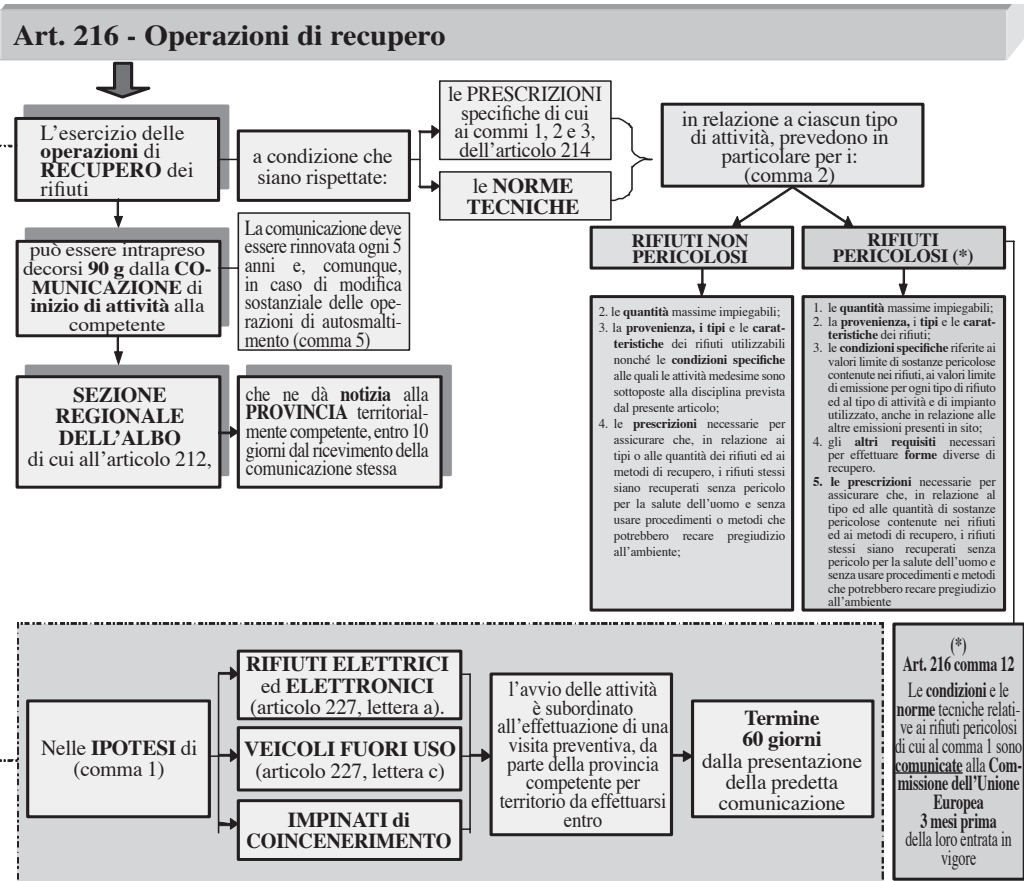 Art. 216 - Operazioni di recupero
L'esercizio delle
operazioni di
RECUPERO dei
rifiuti
a condizione che
siano rispettate:
le PRESCRIZIONI
specifiche di cui
ai commi 1, 2 e 3,
dell'articolo 214
le NORME
TECNICHE
in relazione a ciascun tipo
di attività, prevedono in
particolare per i:
(comma 2)
può essere intrapreso
decorsi 90 g dalla CO-
MUNICAZIONE di
inizio di attività alla
competente
La comunicazione deve
essere rinnovata ogni 5
anni e, comunque,
in caso di modifica
sostanziale delle ope-
razioni di autosmalti-
mento (comma 5)
SEZIONE
REGIONALE
DELL'ALBO
di cui all'articolo 212,
che ne dà notizia alla
PROVINCIA territorial-
mente competente, entro 10
giorni dal ricevimento della
comunicazione stessa
RIFIUTI NON
PERICOLOSI
2. le quantità massime impiegabili;
3. la provenienza, i tipi e le carat-
teristiche dei rifiuti utilizzabili
nonché le condizioni specifiche
alle quali le attività medesime sono
sottoposte alla disciplina prevista
dal presente articolo;
4. le prescrizioni necessarie per
assicurare che, in relazione ai
tipi o alle quantità dei rifiuti ed ai
metodi di recupero, i rifiuti stessi
siano recuperati senza pericolo
per la salute dell'uomo e senza
usare procedimenti o metodi che
potrebbero recare pregiudizio
all'ambiente;
RIFIUTI
PERICOLOSI (*)
1. le quantità massime impiegabili;
2. la provenienza, i tipi e le carat-
teristiche dei rifiuti;
3. le condizioni specifiche riferite ai
valori limite di sostanze pericolose
contenute nei rifiuti, ai valori limite
di emissione per ogni tipo di rifiuto
ed al tipo di attività e di impianto
utilizzato, anche in relazione alle
altre emissioni presenti in sito;
4. gli altri requisiti necessari
per effettuare forme diverse di
recupero.
5. le prescrizioni necessarie per
assicurare che, in relazione al
tipo ed alle quantità di sostanze
pericolose contenute nei rifiuti
ed ai metodi di recupero, i rifiuti
stessi siano recuperati senza
pericolo per la salute dell'uomo e
senza usare procedimenti e metodi
che potrebbero recare pregiudizio
all'ambiente
Nelle IPOTESI di
(comma 1)
RIFIUTI ELETTRICI
ed ELETTRONICI
(articolo 227, lettera a).
VEICOLI FUORI USO
(articolo 227, lettera c)
IMPINATI di
COINCENERIMENTO
l'avvio delle attività
è subordinato
all'effettuazione di una
visita preventiva, da
parte della provincia
competente per
territorio da effettuarsi
entro
Termine
60 giorni
dalla presentazione
della predetta
comunicazione
(*)
Art. 216 comma 12
Le condizioni e le
norme tecniche relati-
ve ai rifiuti pericolosi
di cui al comma 1 sono
comunicate alla Com-
missione dell'Unione
Europea
3 mesi prima
della loro entrata in
vigore